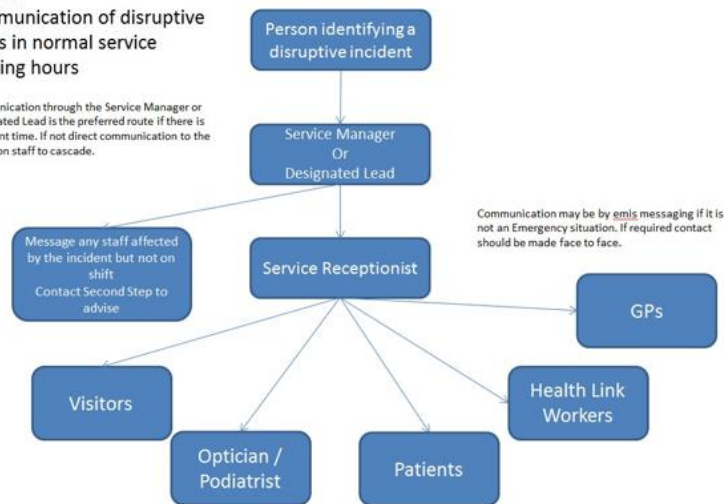 munication of disruptive
s in normal service
ing hours
Person identifying a
disruptive incident
nication through the Service Manager or
ated Lead is the preferred route if there is
nt time. If not direct communication to the
on staff to cascade.
Service Manager
Or
Designated Lead
Communication may be by emis messaging if it is
not an Emergency situation. If required contact
should be made face to face.
Message any staff affected
by the incident but not on
shift
Contact Second Step to
advise
Service Receptionist
GPs
Visitors
Health Link
Workers
Optician /
Podiatrist
Patients